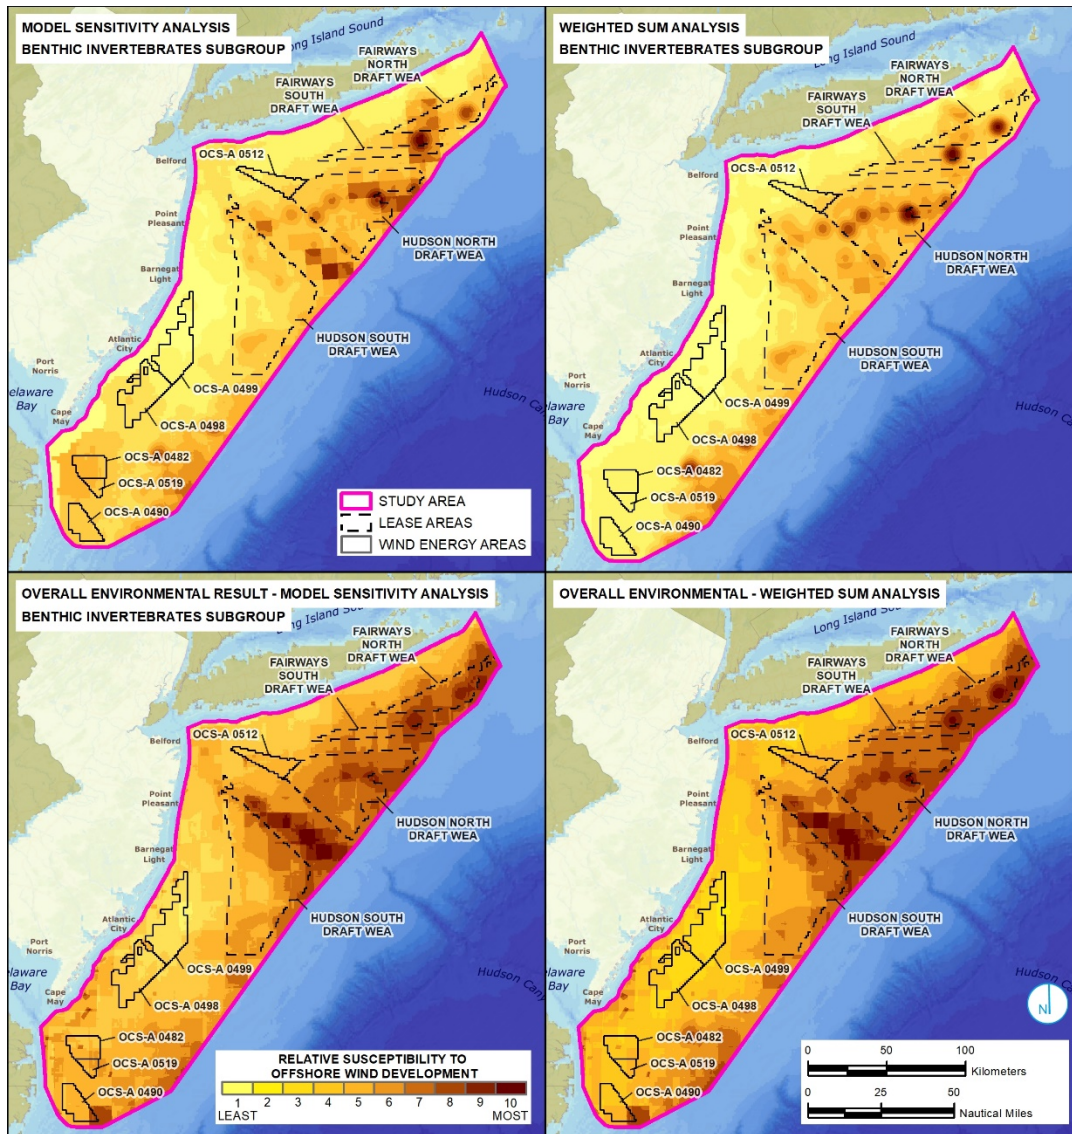 MODEL SENSITIVITY ANALYSIS
BENTHIC INVERTEBRATES SUBGROUP
Long Island Sound
FAIRWAYS
NORTH
DRAFT WEA
FAIRWAYS
SOUTH
DRAFT WEA
OCS-A 0512
Belford
Point
Pleasant
HUDSON NORTH
DRAFT WEA
Barnegat
Light
HUDSON SOUTH
DRAFT WEA
Atlantic
City
Port
Norris
OCS-A 0499
elaware
Bay
Cape
May
Hudson Cany
OCS-A 0498
OCS-A 0482
OCS-A 0519
OCS-A 0490
STUDY AREA
LEASE AREAS
WIND ENERGY AREAS
WEIGHTED SUM ANALYSIS
BENTHIC INVERTEBRATES SUBGROUP
Long Island Sound
FAIRWAYS
NORTH
DRAFT WEA
FAIRWAYS
SOUTH
DRAFT WEA
OCS-A 0512
Belford
Point
Pleasant
HUDSON NORTH
DRAFT WEA
Barnegat
Light
HUDSON SOUTH
DRAFT WEA
Atlantic
City
Port
Norris
OCS-A 0499
elaware
Bay
Cape
May
Hudson Cany
OCS-A 0498
OCS-A 0482
OCS-A 0519
OCS-A 0490
OVERALL ENVIRONMENTAL RESULT - MODEL SENSITIVITY ANALYSIS
BENTHIC INVERTEBRATES SUBGROUP
Long Island Sou
FAIRWAYS
NORTH
DRAFT WEA
FAIRWAYS
SOUTH
DRAFT WEA
OCS-A 0512
Belford
Point
Pleasant
HUDSON NORTH
DRAFT WEA
Barnegat
Light
HUDSON SOUTH
DRAFT WEA
Atlantic
City
Port
Norris
OCS-A 0499
elaware
Bay
Cape
May
Hudson Cany
OCS-A 0498
OCS-A 0482
OCS-A 0519
OCS-A 0490
RELATIVE SUSCEPTIBILITY TO
OFFSHORE WIND DEVELOPMENT
1 2 3 4 5 6 7 8 9 10
LEAST MOST
OVERALL ENVIRONMENTAL - WEIGHTED SUM ANALYSIS
Long Island Sound
FAIRWAYS
NORTH
DRAFT WEA
FAIRWAYS
SOUTH
DRAFT WEA
OCS-A 0512
Belford
Point
Pleasant
HUDSON NORTH
DRAFT WEA
Barnegat
Light
HUDSON SOUTH
DRAFT WEA
Atlantic
City
Port
Norris
OCS-A 0499
elaware
Bay
Cape
May
Hudson Cany
OCS-A 0498
N
OCS-A 0482
OCS-A 0519
OCS-A 0490
0 50 100
Kilometers
0 25 50
Nautical Miles